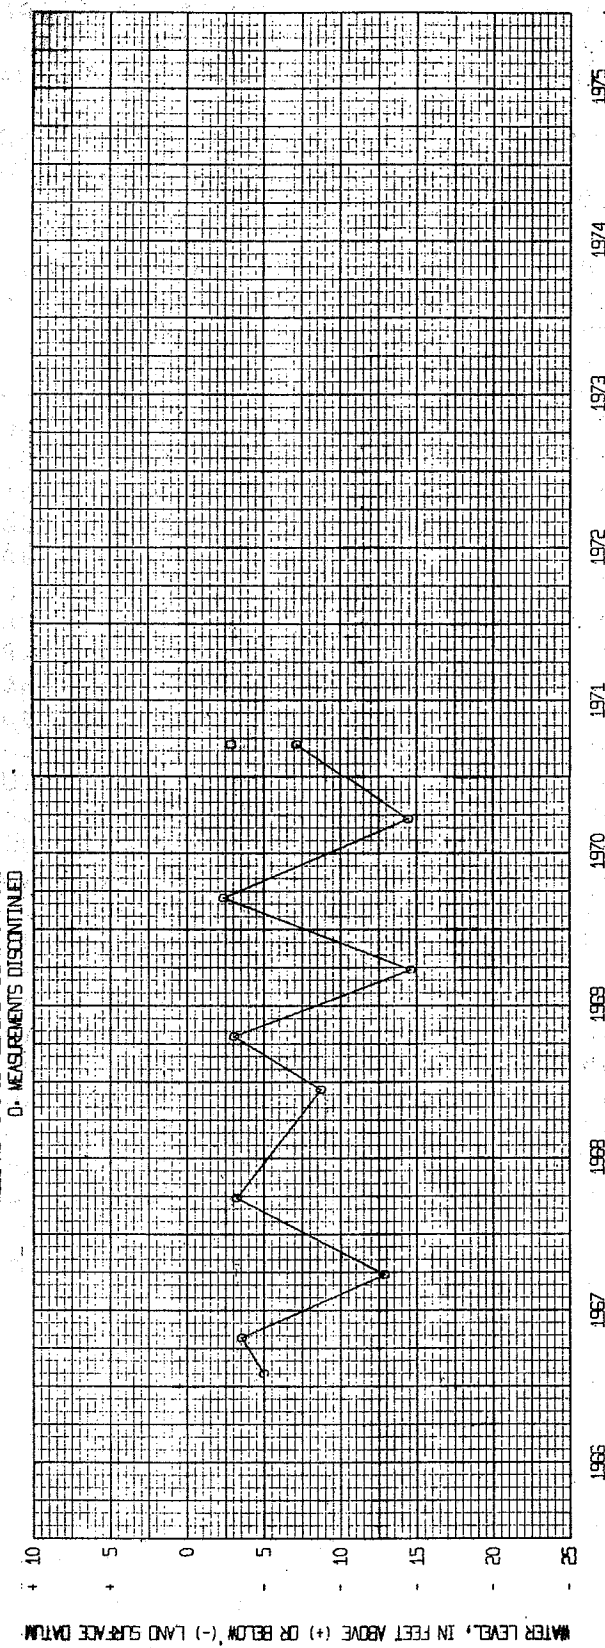 D- MEASUREMENTS DISCONTINUED
WATER LEVEL, IN FEET ABOVE (+) OR BELOW (-) LAND SURFACE DATUM
+ 10
+ 5
0
- 5
- 10
- 15
- 20
- 25
1966 1967 1968 1969 1970 1971 1972 1973 1974 1975
D